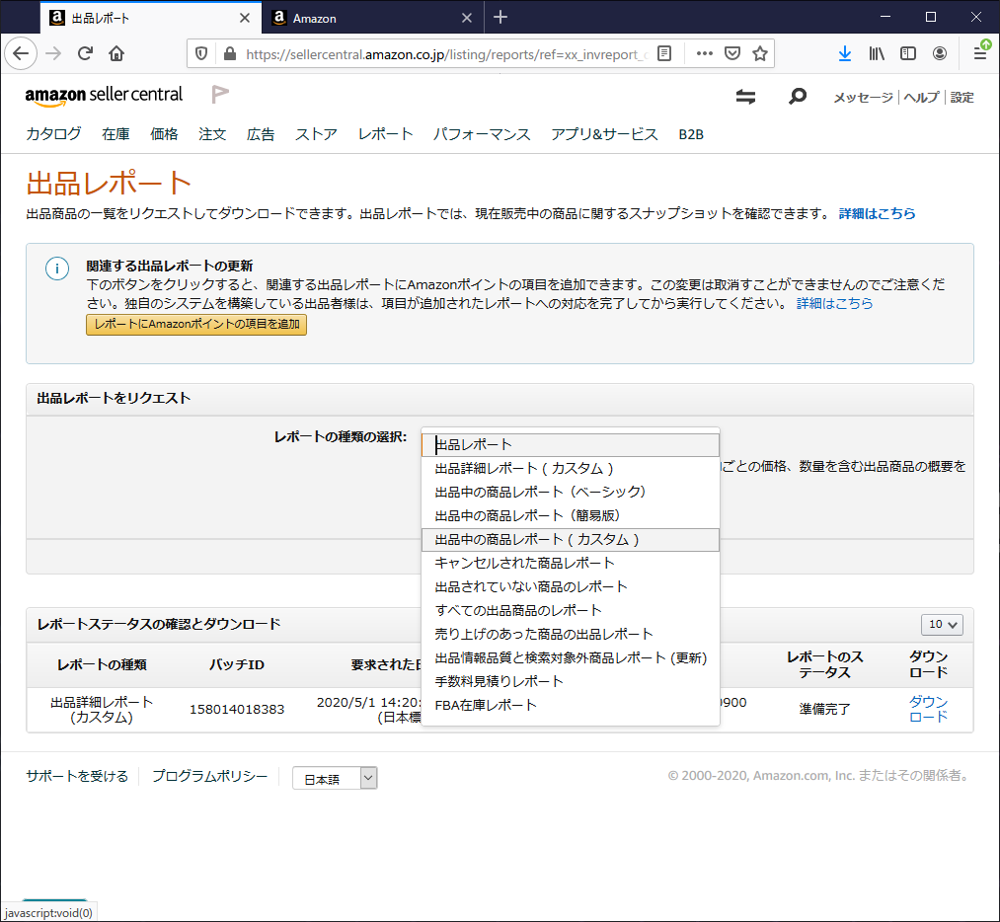 出品レポート
Amazon
https://sellercentral.amazon.co.jp/listing/reports/ref=xx_invreport_
amazon seller central
メッセージ ヘルプ 設定
カタログ 在庫 価格 注文 広告 ストア レポート パフォーマンス アプリ&サービス B2B
出品レポート
出品商品の一覧をリクエストしてダウンロードできます。出品レポートでは、現在販売中の商品に関するスナップショットを確認できます。 詳細はこちら
関連する出品レポートの更新
下のボタンをクリックすると、関連する出品レポートにAmazonポイントの項目を追加できます。この変更は取消すことができませんのでご注意くだ
さい。独自のシステムを構築している出品者様は、項目が追加されたレポートへの対応を完了してから実行してください。 詳細はこちら
レポートにAmazonポイントの項目を追加
出品レポートをリクエスト
レポートの種類の選択:
出品レポート
ごとの価格、数量を含む出品商品の概要を
出品詳細レポート ( カスタム )
出品中の商品レポート（ベーシック）
出品中の商品レポート（簡易版）
出品中の商品レポート ( カスタム )
キャンセルされた商品レポート
出品されていない商品のレポート
すべての出品商品のレポート
売り上げのあった商品の出品レポート
出品情報品質と検索対象外商品レポート (更新)
手数料見積りレポート
FBA在庫レポート
レポートステータスの確認とダウンロード
10
レポートの種類 バッチID 要求された レポートのス
テータス ダウン
ロード
出品詳細レポート
(カスタム) 158014018383 2020/5/1 14:20:
(日本標 0900 準備完了 ダウン
ロード
サポートを受ける プログラムポリシー 日本語
© 2000-2020, Amazon.com, Inc. またはその関係者。
javascript:void(0)